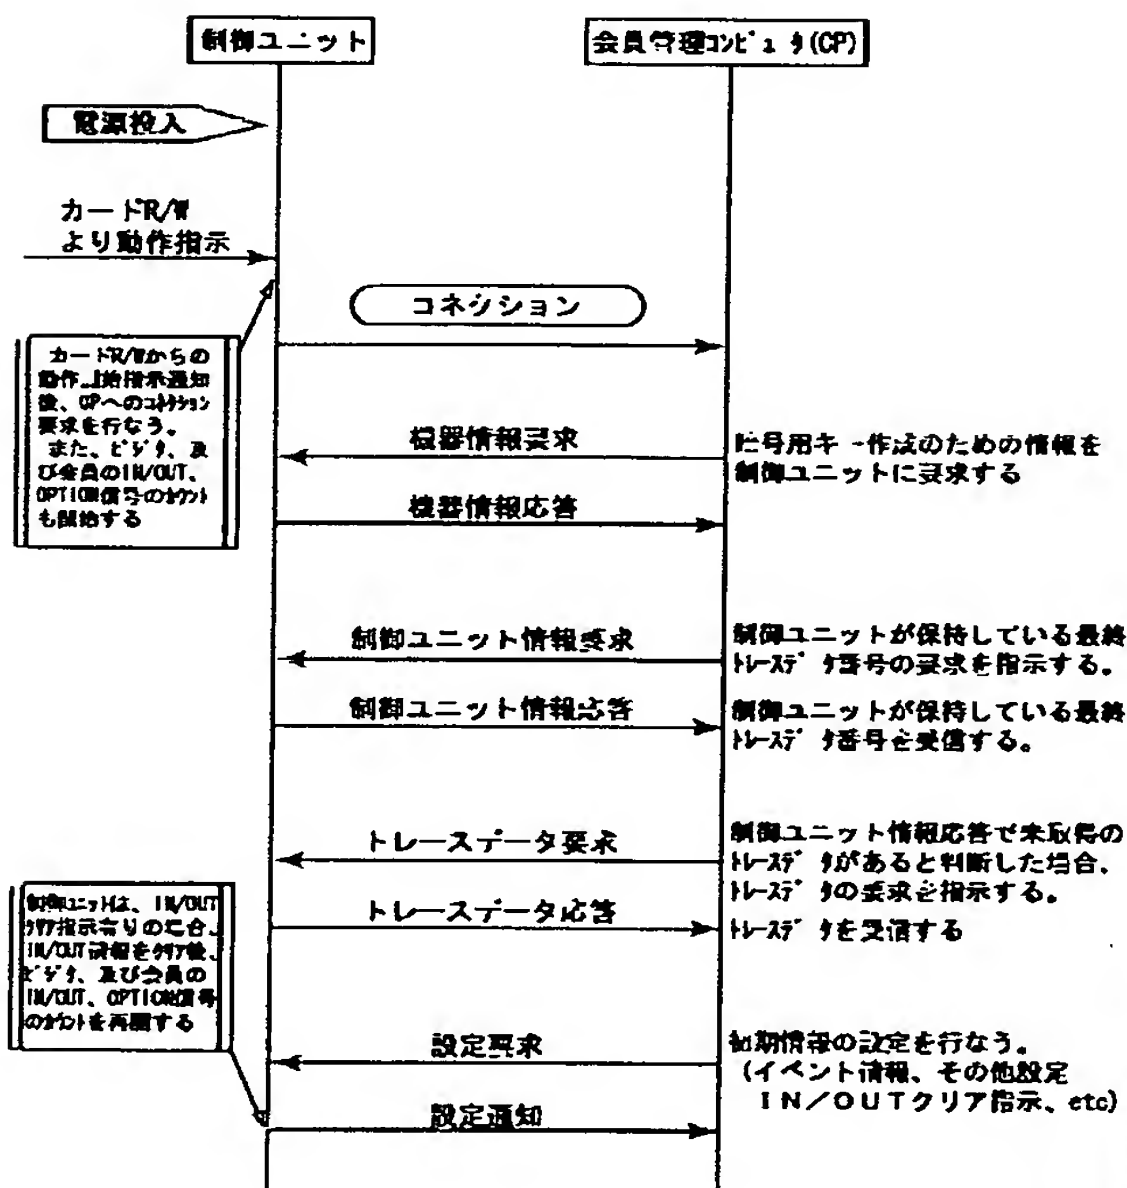 制御ユニット
会員管理ｺﾝﾋﾟｭｰﾀ(CP)
電源投入
カードR/W
より動作指示
コネクション
カードR/Wからの
動作開始指示通知
後、CPへのｺﾈｸｼｮﾝ
要求を行なう。
また、ビジタ、及
び会員のIN/OUT、
OPTION信号のｶｳﾝﾄ
も開始する
機器情報要求
暗号用キー作成のための情報を
制御ユニットに要求する
機器情報応答
制御ユニット情報要求
制御ユニットが保持している最終
ﾄﾚｰｽﾃﾞｰﾀ番号の要求を指示する。
制御ユニット情報応答
制御ユニットが保持している最終
ﾄﾚｰｽﾃﾞｰﾀ番号を受信する。
トレースデータ要求
制御ユニット情報応答で未取得の
ﾄﾚｰｽﾃﾞｰﾀがあると判断した場合、
ﾄﾚｰｽﾃﾞｰﾀの要求を指示する。
トレースデータ応答
ﾄﾚｰｽﾃﾞｰﾀを受信する
制御ﾕﾆｯﾄは、IN/OUT
ｸﾘｱ指示有りの場合、
IN/OUT情報をｸﾘｱ後、
ビジタ、及び会員の
IN/OUT、OPTION信号
のｶｳﾝﾄを再開する
設定要求
初期情報の設定を行なう。
(イベント情報、その他設定
ＩＮ／ＯＵＴクリア指示、etc)
設定通知